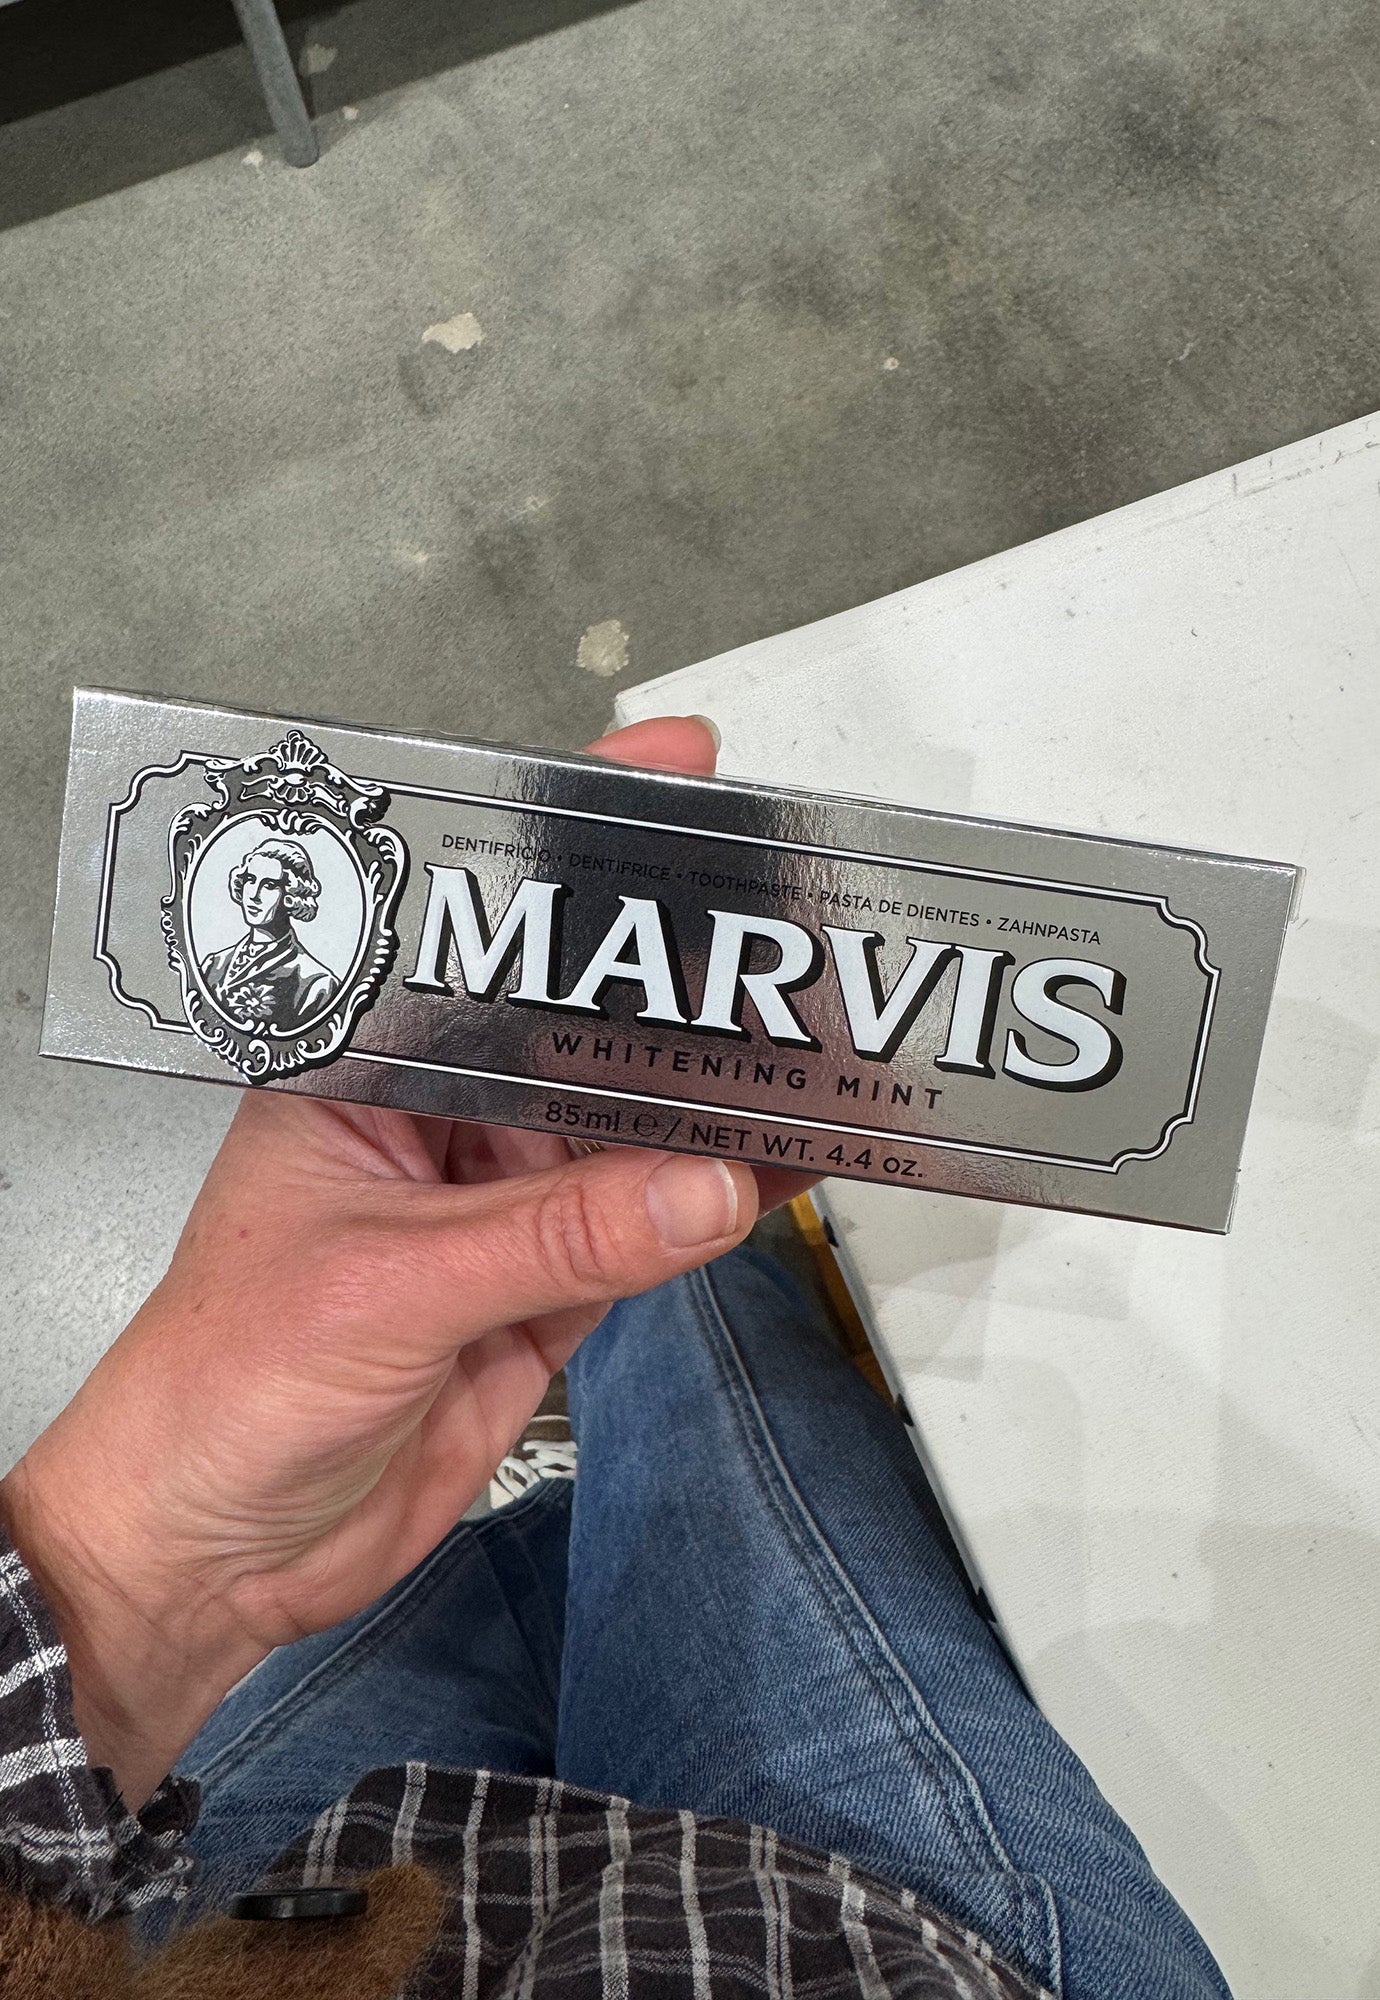 DENTIFRICIO • DENTIFRICE • TOOTHPASTE • PASTA DE DIENTES • ZAHNPASTA
MARVIS
WHITENING MINT
85ml ℮ / NET WT. 4.4 oz.